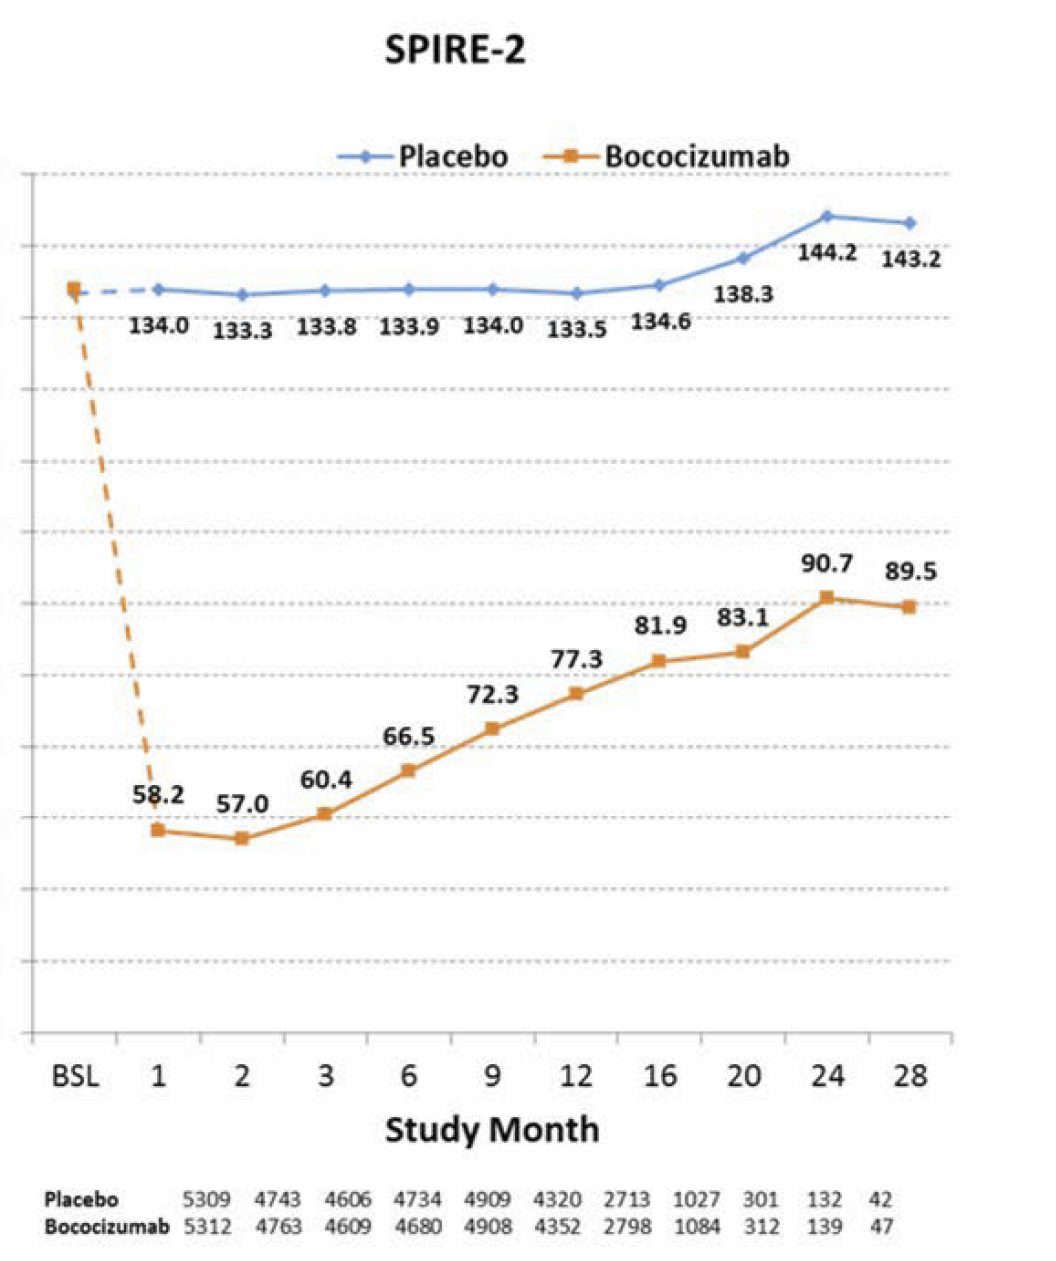 SPIRE-2
Placebo Bococizumab
144.2 143.2
138.3
134.0 133.3 133.8 133.9 134.0 133.5 134.6
90.7 89.5
81.9 83.1
77.3
72.3
66.5
60.4
58.2 57.0
BSL 1 2 3 6 9 12 16 20 24 28
Study Month
Placebo 5309 4743 4606 4734 4909 4320 2713 1027 301 132 42
Bococizumab 5312 4763 4609 4680 4908 4352 2798 1084 312 139 47